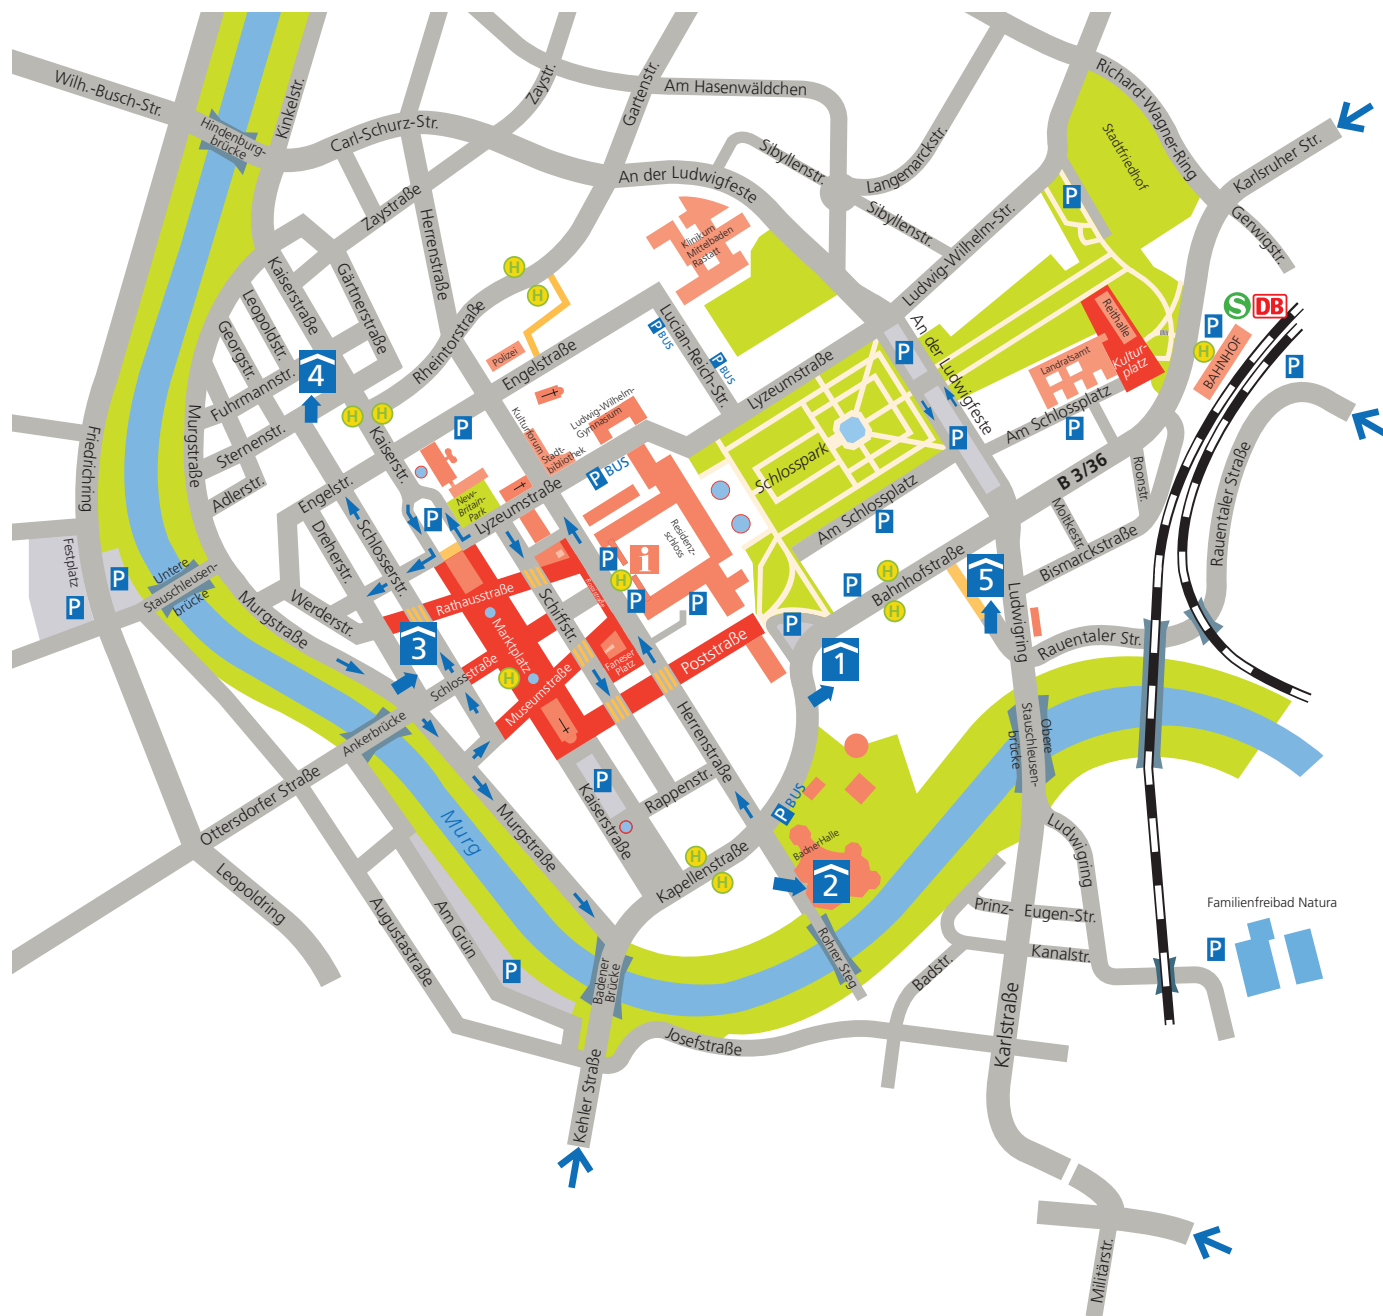 Wilh.-Busch-Str.
Kinkelstr.
Hindenburg-
brücke
Carl-Schurz-Str.
Zaystr.
Gartenstr.
Am Hasenwäldchen
Richard-Wagner-Ring
Karlsruher Str.
Gerwigstr.
Stadtfriedhof
P
Sibyllenstr.
Langemarckstr.
Sibyllenstr.
An der Ludwigfeste
Ludwig-Wilhelm-Str.
Zaystraße
Herrenstraße
Kaiserstraße
Gärtnerstraße
Leopoldstr.
Georgstr.
Fuhrmannstr.
4
Sternenstr.
Adlerstr.
Murgstraße
Friedrichring
Klinikum
Mittelbaden
Rastatt
H
H
Rheintorstraße
Polizei
Engelstraße
Lucian-Reich-Str.
P BUS
P BUS
Lyzeumstraße
P
An der Ludwigfeste
P
Reithalle
Kultur-
platz
Landratsamt
Am Schlossplatz
P
S
DB
P
H
BAHNHOF
P
H
H
Kaiserstr.
P
Kulturforum
Ludwig-Wilhelm-
Gymnasium
Stadt-
bibliothek
P BUS
Schlosspark
B 3/36
Roonstr.
Moltkestr.
Bismarckstraße
Rauentaler Straße
Engelstr.
Dreherstr.
Schlosserstr.
New-
Britain-
Park
P
Lyzeumstraße
Residenz-
schloss
i
P
H
P
P
Am Schlossplatz
P
P
H
H
Bahnhofstraße
5
Ludwigring
Rauentaler Str.
Festplatz
P
P
Untere
Stauschleusen-
brücke
Murgstraße
Werderstr.
Rathausstraße
Marktplatz
Schiffstr.
Faneser
Platz
Poststraße
P
1
3
Schlossstraße
H
Museumstraße
Ankerbrücke
Ottersdorfer Straße
Herrenstraße
P
Kaiserstraße
Rappenstr.
P BUS
BadnerHalle
2
Obere
Stauschleusen-
brücke
Murg
Murgstraße
Kapellenstraße
H
H
Leopoldring
Augustastraße
Am Grün
P
Badener
Brücke
Rohrer Steg
Badstr.
Ludwigring
Prinz- Eugen-Str.
Kanalstr.
Familienfreibad Natura
P
Josefstraße
Kehler Straße
Karlstraße
Militärstr.